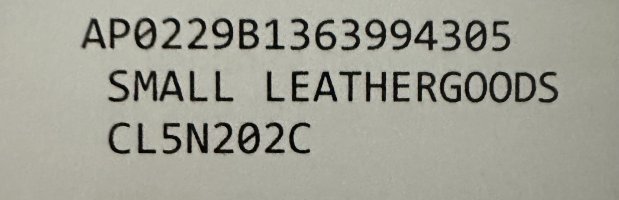 AP0229B1363994305
SMALL LEATHERGOODS
CL5N202C